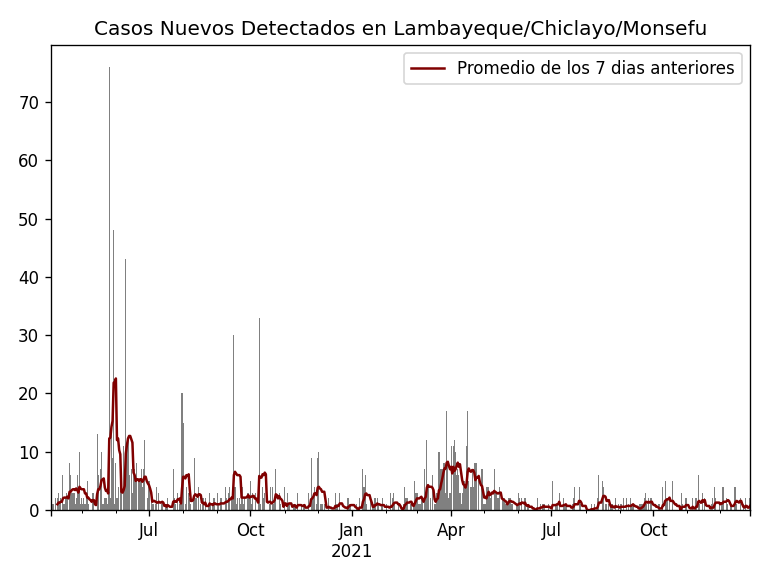 Casos Nuevos Detectados en Lambayeque/Chiclayo/Monsefu
Promedio de los 7 dias anteriores
70
60
50
40
30
20
10
0
Jul
Oct
Jan
2021
Apr
Jul
Oct